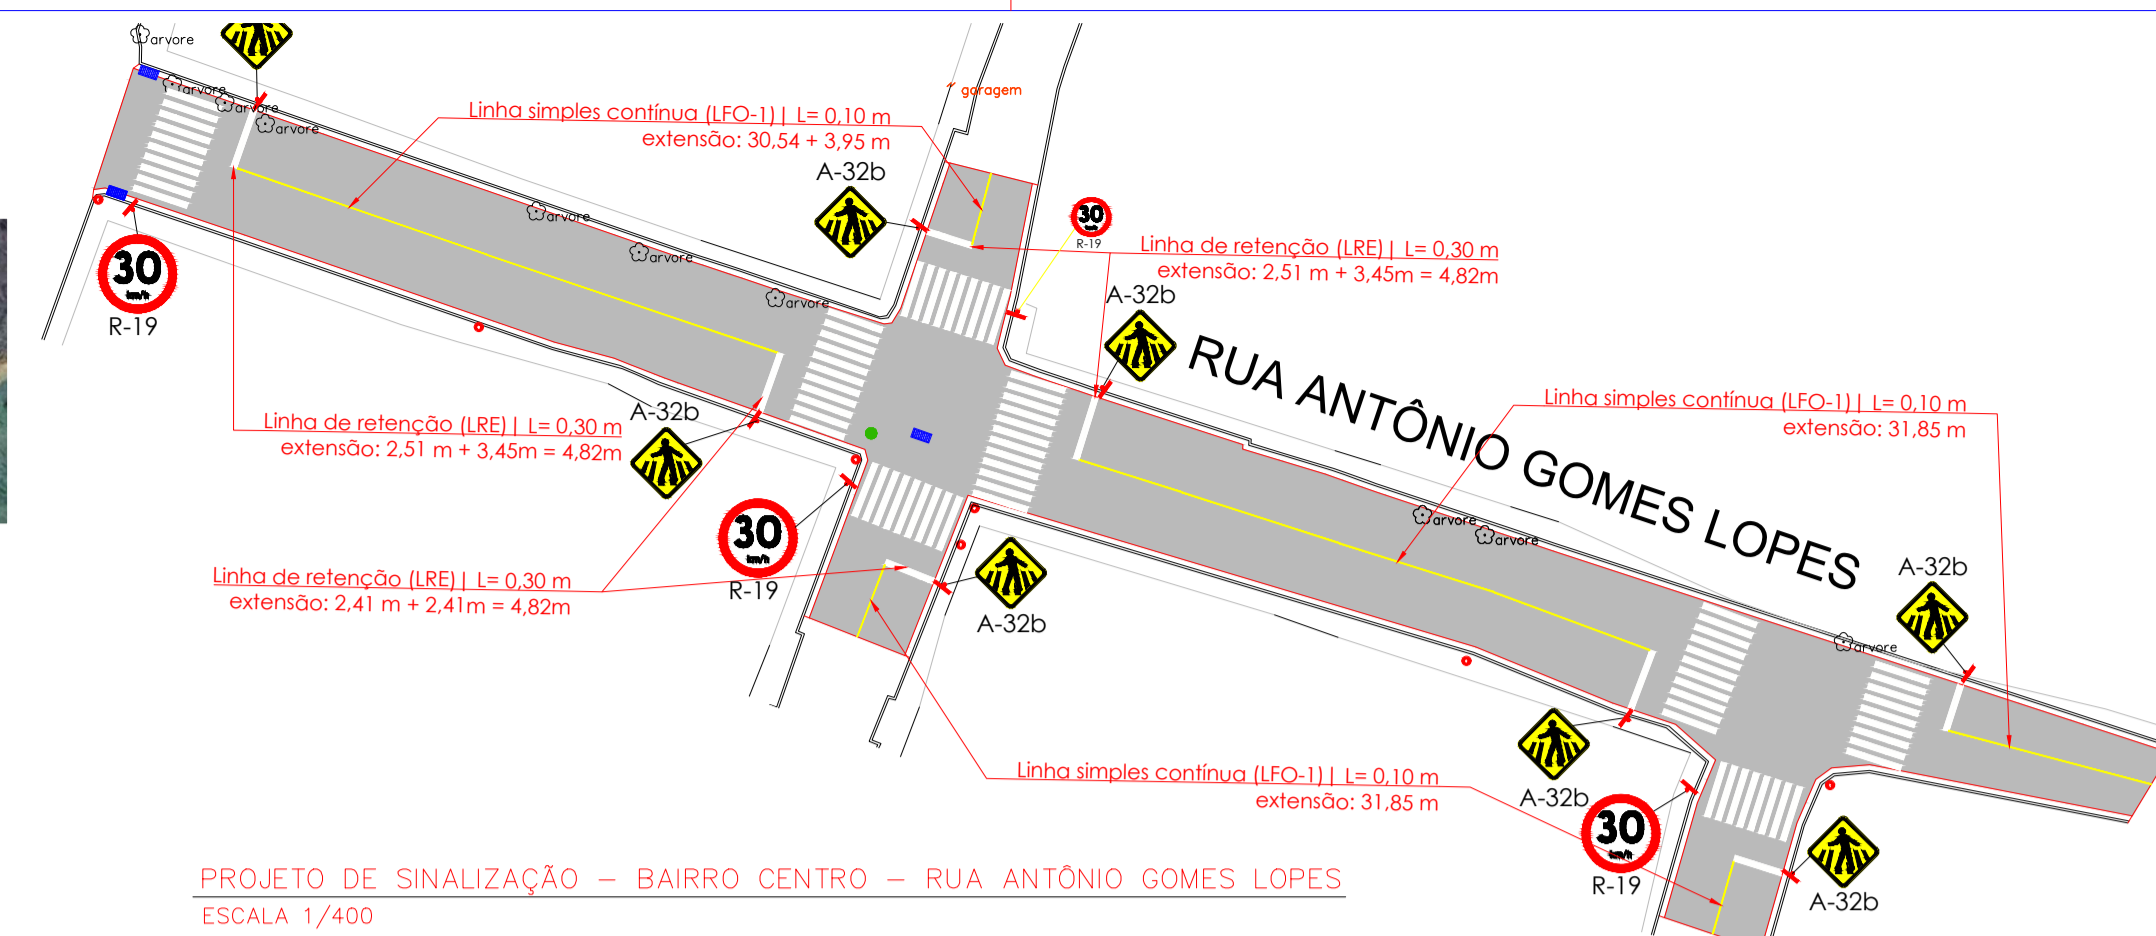 arvore
arvore
arvore
arvore
Linha simples contínua (LFO-1)| L= 0,10 m
extensão: 30,54 + 3,95 m
garagem
A-32b
arvore
arvore
arvore
30
km/h
R-19
30
km/h
R-19
Linha de retenção (LRE)| L= 0,30 m
extensão: 2,51 m + 3,45m = 4,82m
A-32b
RUA ANTÔNIO GOMES LOPES
Linha simples contínua (LFO-1)| L= 0,10 m
extensão: 31,85 m
Linha de retenção (LRE)| L= 0,30 m
extensão: 2,51 m + 3,45m = 4,82m
A-32b
30
km/h
R-19
arvore
arvore
Linha de retenção (LRE)| L= 0,30 m
extensão: 2,41 m + 2,41m = 4,82m
A-32b
A-32b
arvore
Linha simples contínua (LFO-1)| L= 0,10 m
extensão: 31,85 m
A-32b
30
km/h
R-19
A-32b
PROJETO DE SINALIZAÇÃO – BAIRRO CENTRO – RUA ANTÔNIO GOMES LOPES
ESCALA 1/400